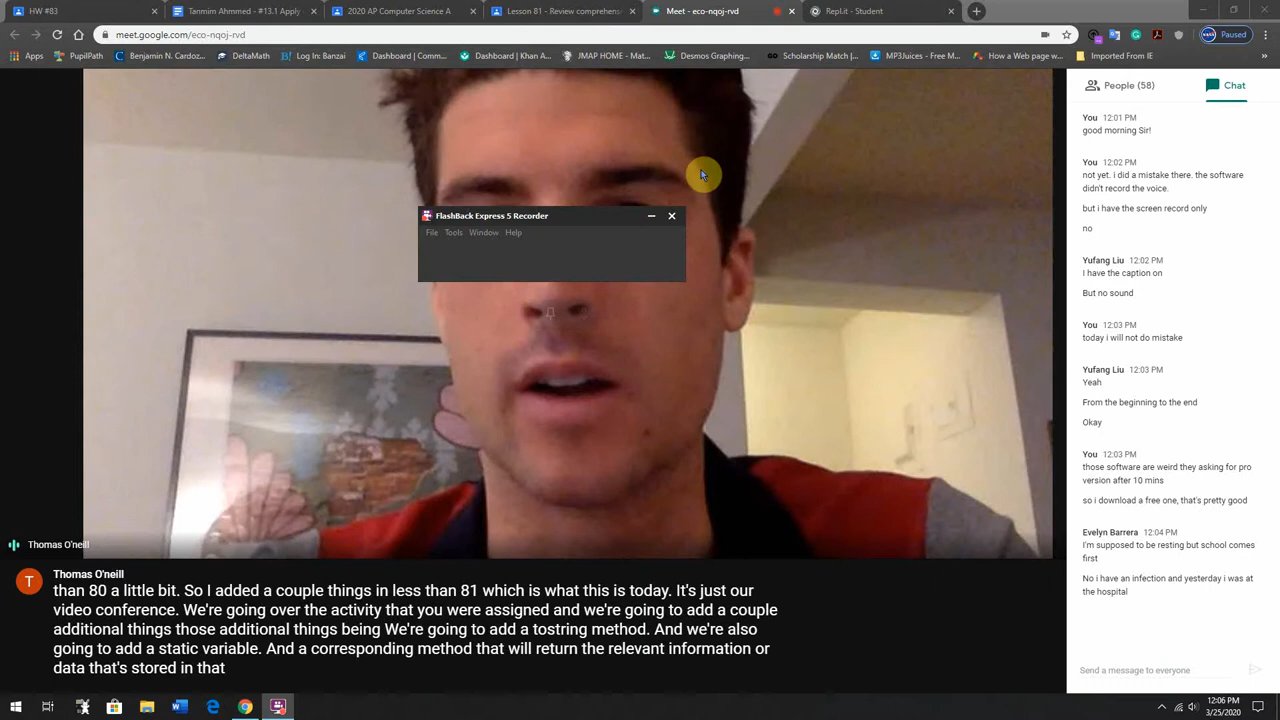 HW #83
Tanmim Ahmmed - #13.1 Apply
2020 AP Computer Science A
Lesson 81 - Review comprehens
Meet - eco-nqoj-rvd
RepLit - Student
meet.google.com/eco-nqoj-rvd
Paused
Apps
PupilPath
Benjamin N. Cardoz...
DeltaMath
Log In: Banzai
Dashboard | Comm...
Dashboard | Khan A...
JMAP HOME - Mat...
Desmos Graphing...
Scholarship Match |...
MP3Juices - Free M...
How a Web page w...
Imported From IE
»
People (58)
Chat
You 12:01 PM
good morning Sir!
You 12:02 PM
not yet. i did a mistake there. the software
didn't record the voice.
but i have the screen record only
no
Yufang Liu 12:02 PM
I have the caption on
But no sound
You 12:03 PM
today i will not do mistake
Yufang Liu 12:03 PM
Yeah
From the beginning to the end
Okay
You 12:03 PM
those software are weird they asking for pro
version after 10 mins
so i download a free one, that's pretty good
Evelyn Barrera 12:04 PM
I'm supposed to be resting but school comes
first
No i have an infection and yesterday i was at
the hospital
Send a message to everyone
FlashBack Express 5 Recorder
File Tools Window Help
Thomas O'neill
T
Thomas O'neill
than 80 a little bit. So I added a couple things in less than 81 which is what this is today. It's just our
video conference. We're going over the activity that you were assigned and we're going to add a couple
additional things those additional things being We're going to add a tostring method. And we're also
going to add a static variable. And a corresponding method that will return the relevant information or
data that's stored in that
12:06 PM
3/25/2020